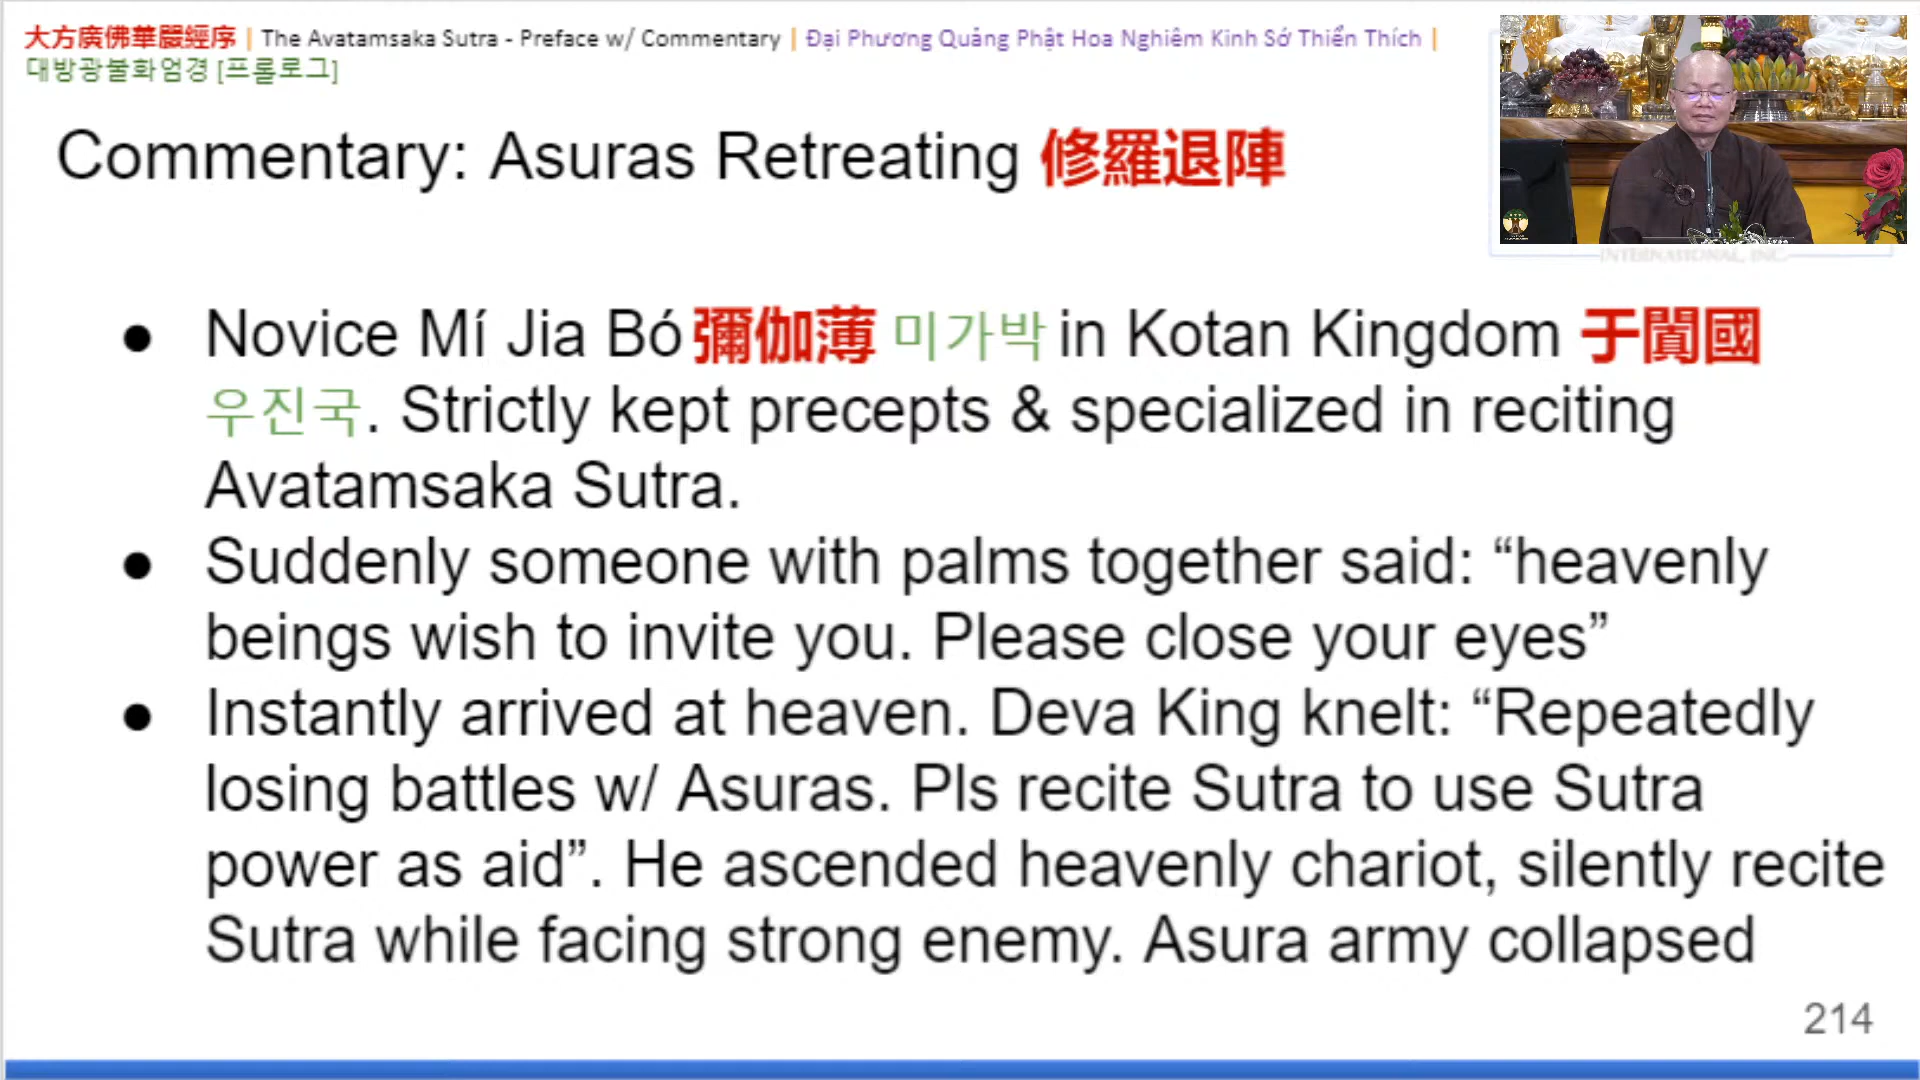 大方廣佛華嚴經序 | The Avatamsaka Sutra - Preface w/ Commentary | Đại Phương Quảng Phật Hoa Nghiêm Kinh Sớ Thiển Thích |
대방광불화엄경 [프롤로그]
Commentary: Asuras Retreating 修羅退陣
● Novice Mí Jia Bó 彌伽薄 미가박 in Kotan Kingdom 于闐國
우진국. Strictly kept precepts & specialized in reciting
Avatamsaka Sutra.
● Suddenly someone with palms together said: “heavenly
beings wish to invite you. Please close your eyes”
● Instantly arrived at heaven. Deva King knelt: “Repeatedly
losing battles w/ Asuras. Pls recite Sutra to use Sutra
power as aid”. He ascended heavenly chariot, silently recite
Sutra while facing strong enemy. Asura army collapsed
INTERNATIONAL, INC.
214